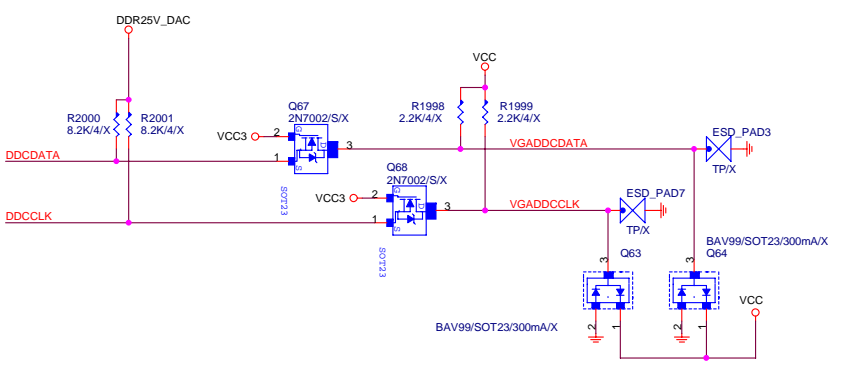 DDR25V_DAC
VCC
R2000
8.2K/4/X
R2001
8.2K/4/X
Q67
2N7002/S/X
R1998
2.2K/4/X
R1999
2.2K/4/X
VCC3
2
G
D
S
3
1
DDCDATA
VGADDCDATA
ESD_PAD3
TP/X
SOT23
Q68
2N7002/S/X
VCC3
2
G
D
S
3
1
DDCCLK
VGADDCCLK
ESD_PAD7
TP/X
SOT23
BAV99/SOT23/300mA/X
Q63
Q64
3
3
VCC
2
1
2
1
BAV99/SOT23/300mA/X